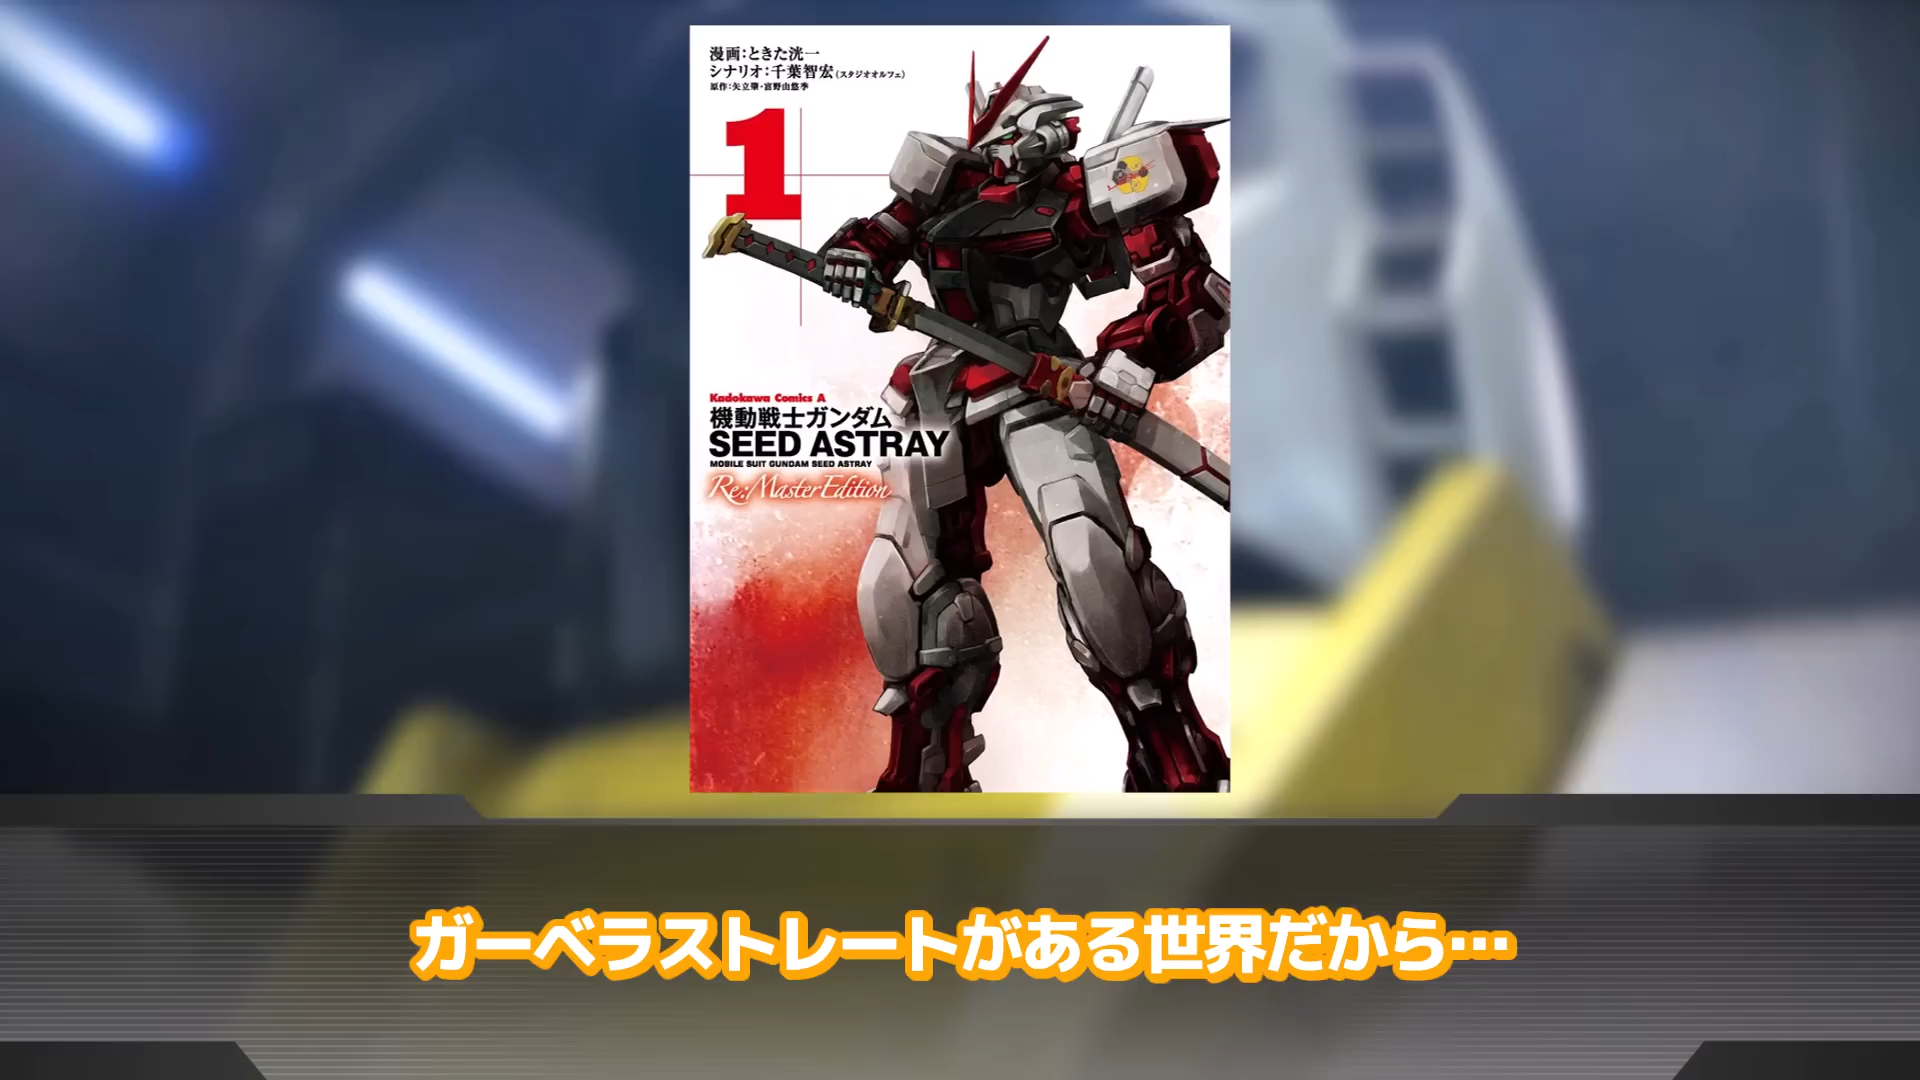 漫画:ときた洸一
シナリオ:千葉智宏(スタジオオルフェ)
原作:矢立肇・富野由悠季
1
Kadokawa Comics A
機動戦士ガンダム
SEED ASTRAY
MOBILE SUIT GUNDAM SEED ASTRAY
Re:Master Edition
ガーベラストレートがある世界だから…